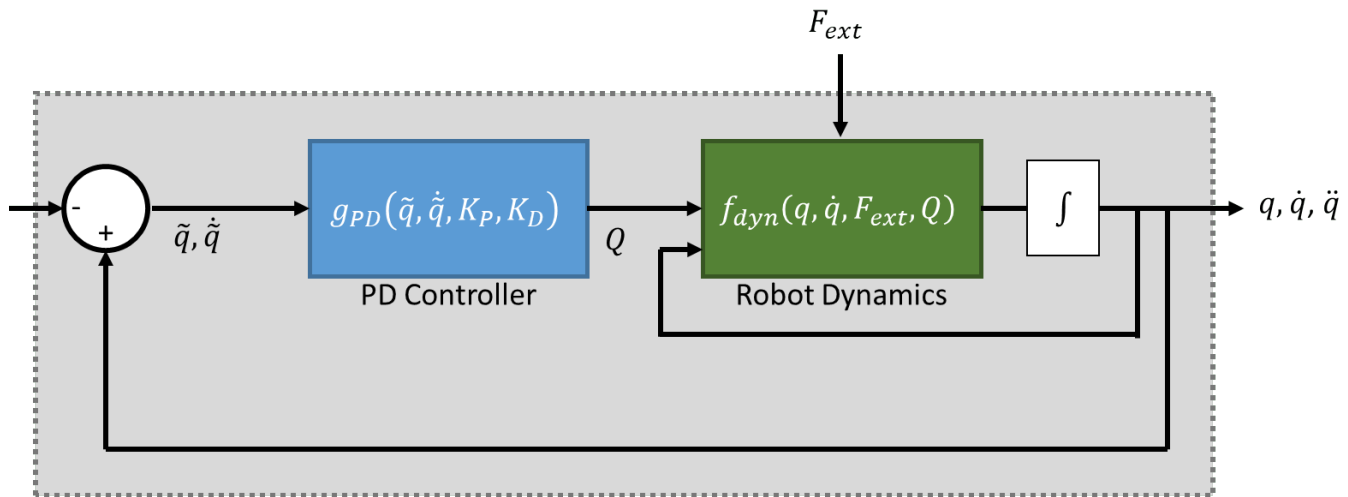 F_ext
-
+
q̃, q̃̇
g_PD(q̃, q̃̇, K_P, K_D)
PD Controller
Q
f_dyn(q, q̇, F_ext, Q)
Robot Dynamics
∫
q, q̇, q̈